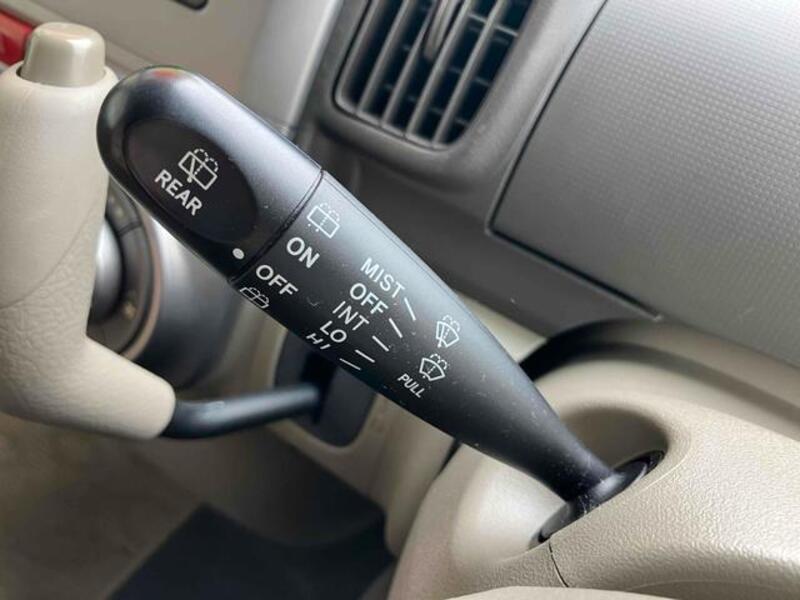 REAR
ON
OFF
MIST
OFF
INT
LO
HI
PULL